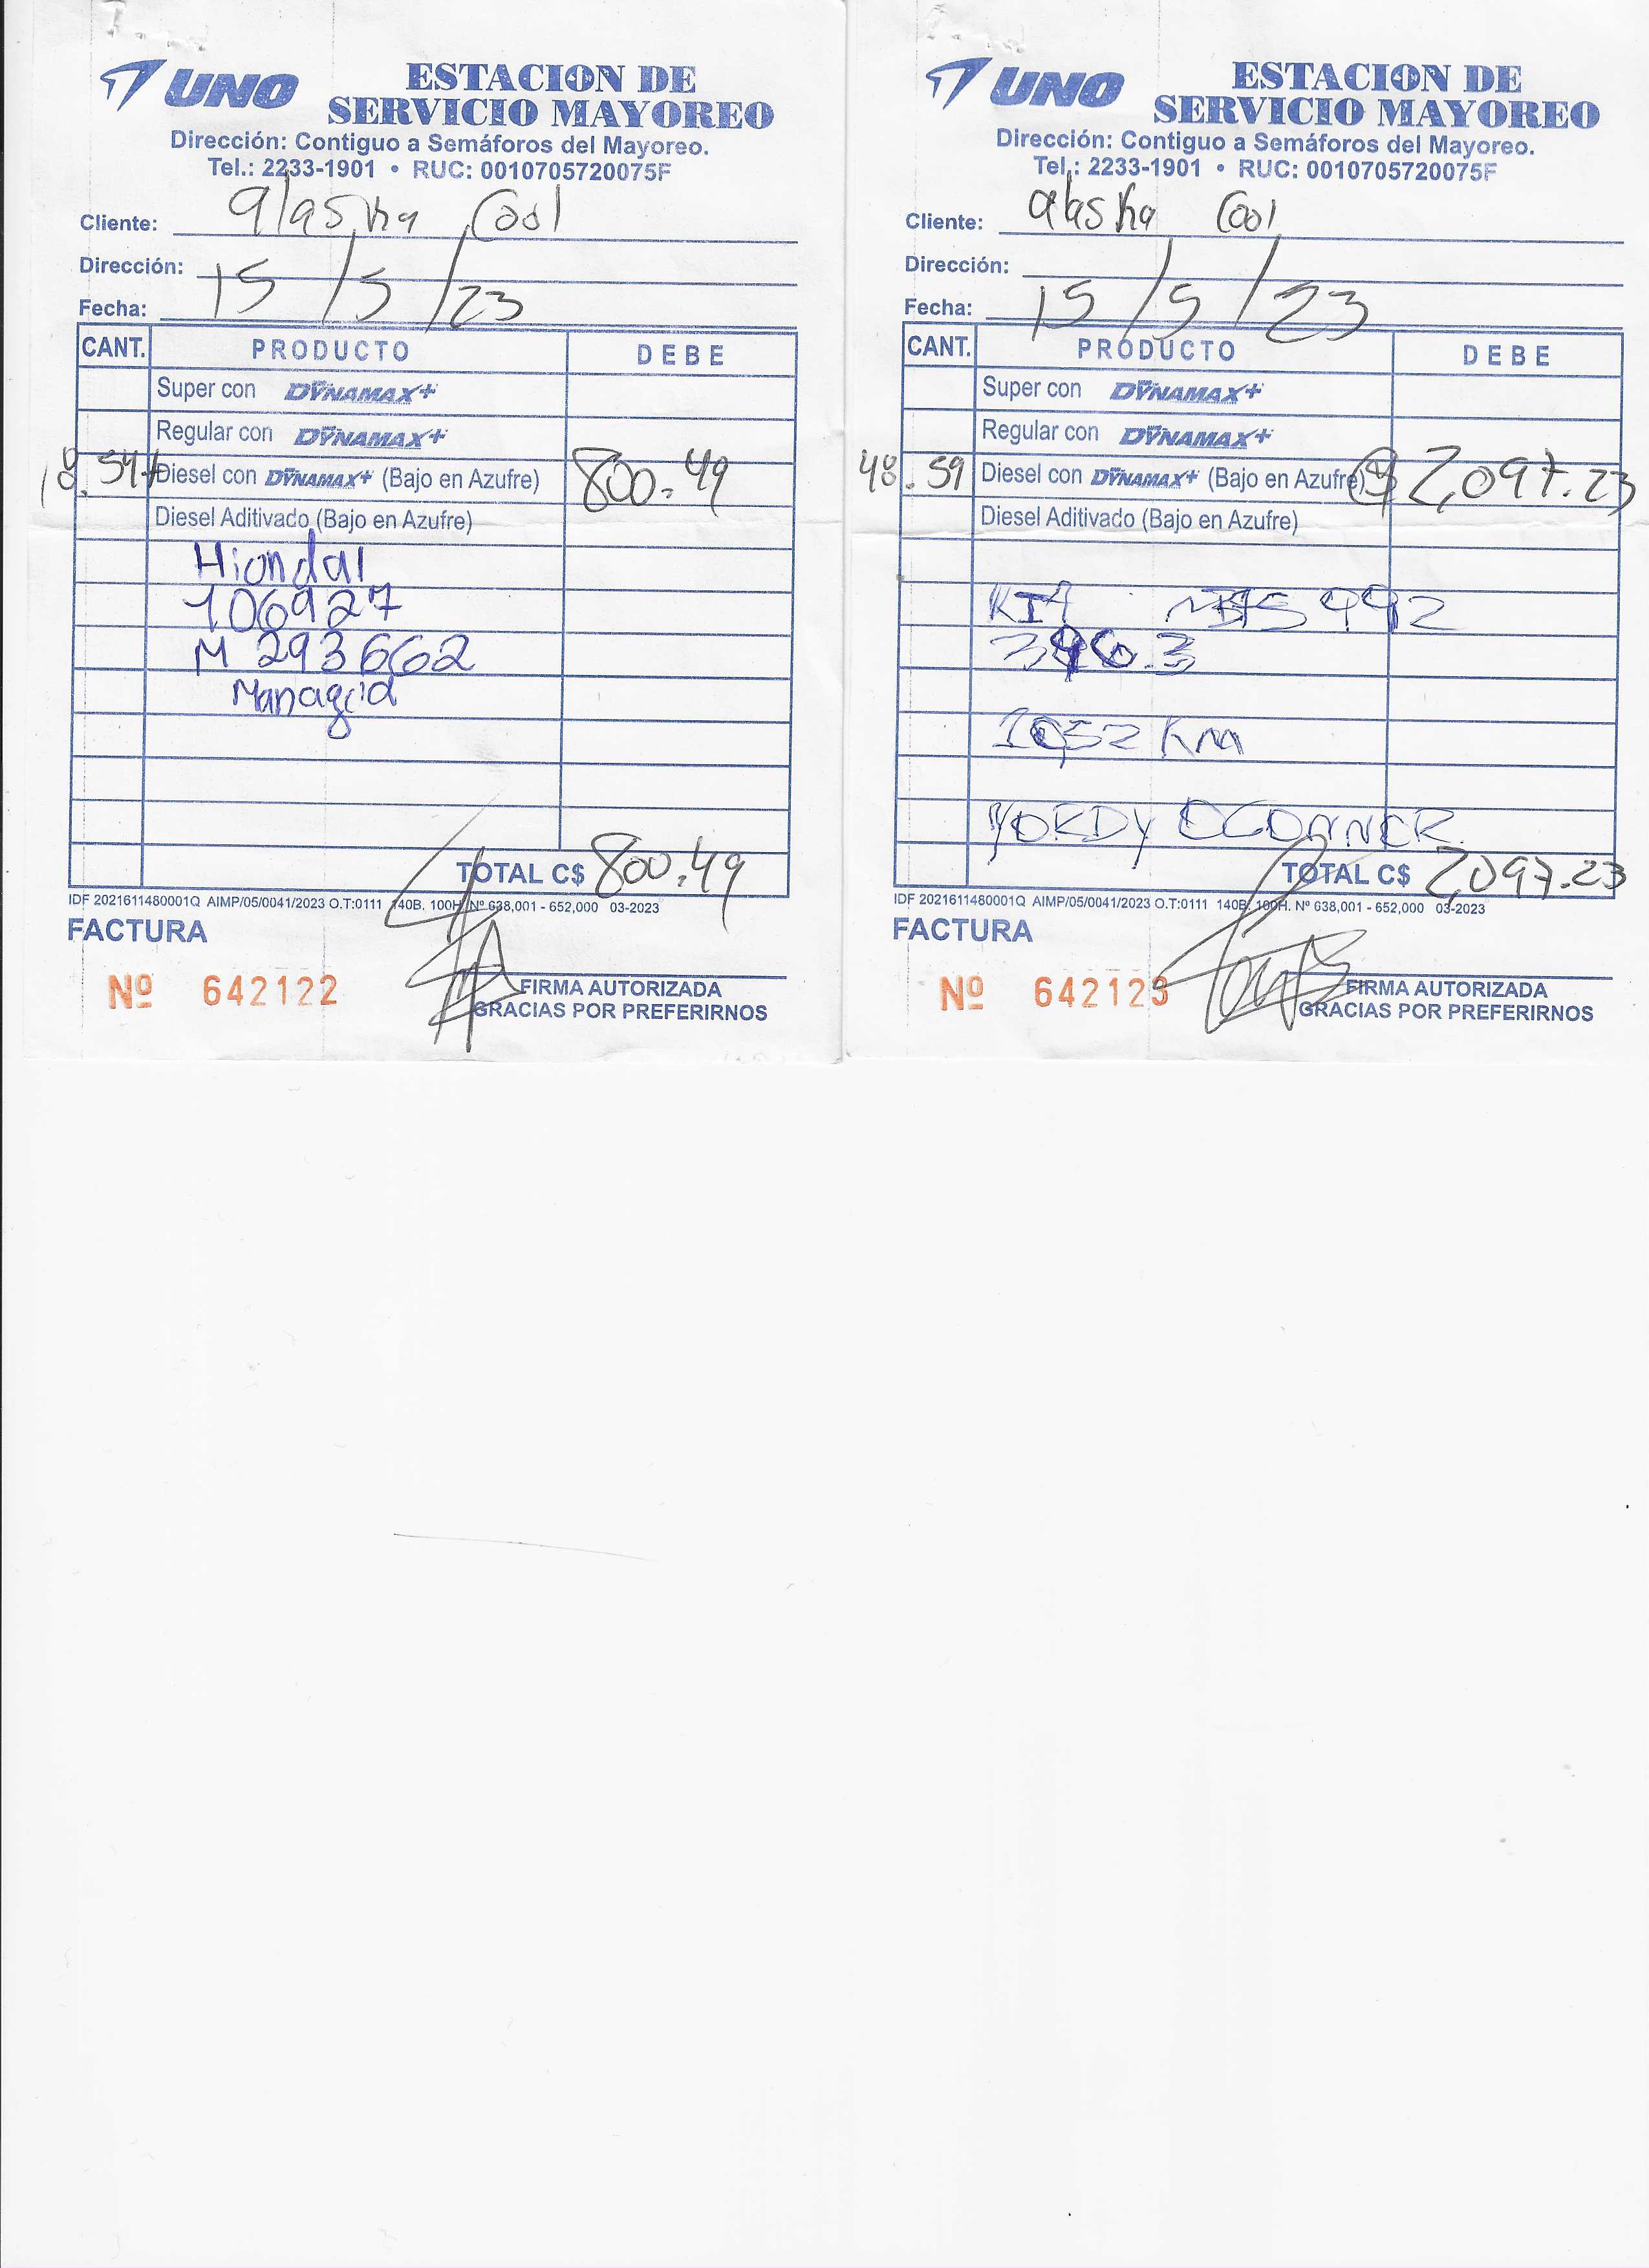 UNO
ESTACION DE
SERVICIO MAYOREO
Dirección: Contiguo a Semáforos del Mayoreo.
Tel.: 2233-1901 • RUC: 0010705720075F
Cliente: alaska Cool
Dirección:
Fecha: 15/5/23
CANT. PRODUCTO DEBE
Super con DYNAMAX+
Regular con DYNAMAX+
18.54 Diesel con DYNAMAX+ (Bajo en Azufre) 800.49
Diesel Aditivado (Bajo en Azufre)
Hiondal
106927
M 293662
Managua
TOTAL C$ 800.49
IDF 2021611480001Q AIMP/05/0041/2023 O.T:0111 140B. 100H. Nº 638,001 - 652,000 03-2023
FACTURA
Nº 642122
FIRMA AUTORIZADA
GRACIAS POR PREFERIRNOS
UNO
ESTACION DE
SERVICIO MAYOREO
Dirección: Contiguo a Semáforos del Mayoreo.
Tel.: 2233-1901 • RUC: 0010705720075F
Cliente: alaska Cool
Dirección:
Fecha: 15/5/23
CANT. PRODUCTO DEBE
Super con DYNAMAX+
Regular con DYNAMAX+
48.59 Diesel con DYNAMAX+ (Bajo en Azufre) 2,097.23
Diesel Aditivado (Bajo en Azufre)
KIA
1052 Km
YORDY OCONNER
TOTAL C$ 2,097.23
IDF 2021611480001Q AIMP/05/0041/2023 O.T:0111 140B. 100H. Nº 638,001 - 652,000 03-2023
FACTURA
Nº 642123
FIRMA AUTORIZADA
GRACIAS POR PREFERIRNOS